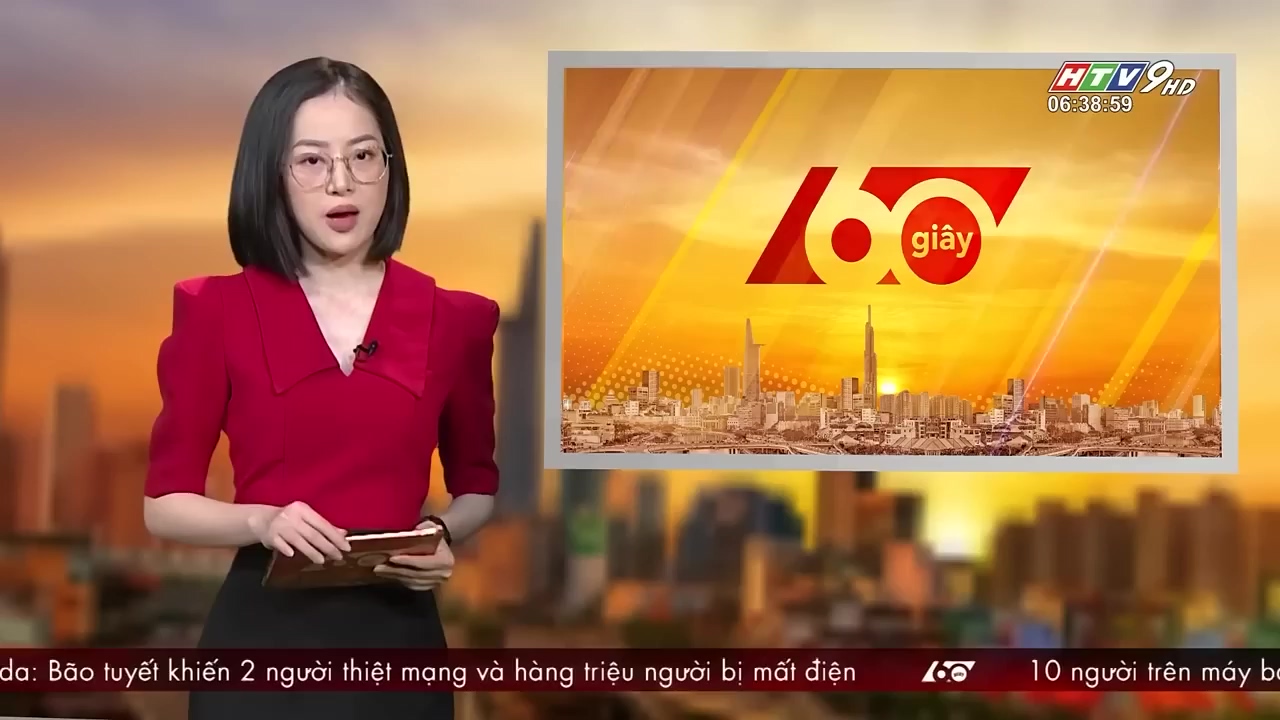 HTV9HD
06:38:59
60 giây
da: Bão tuyết khiến 2 người thiệt mạng và hàng triệu người bị mất điện 60 giây 10 người trên máy